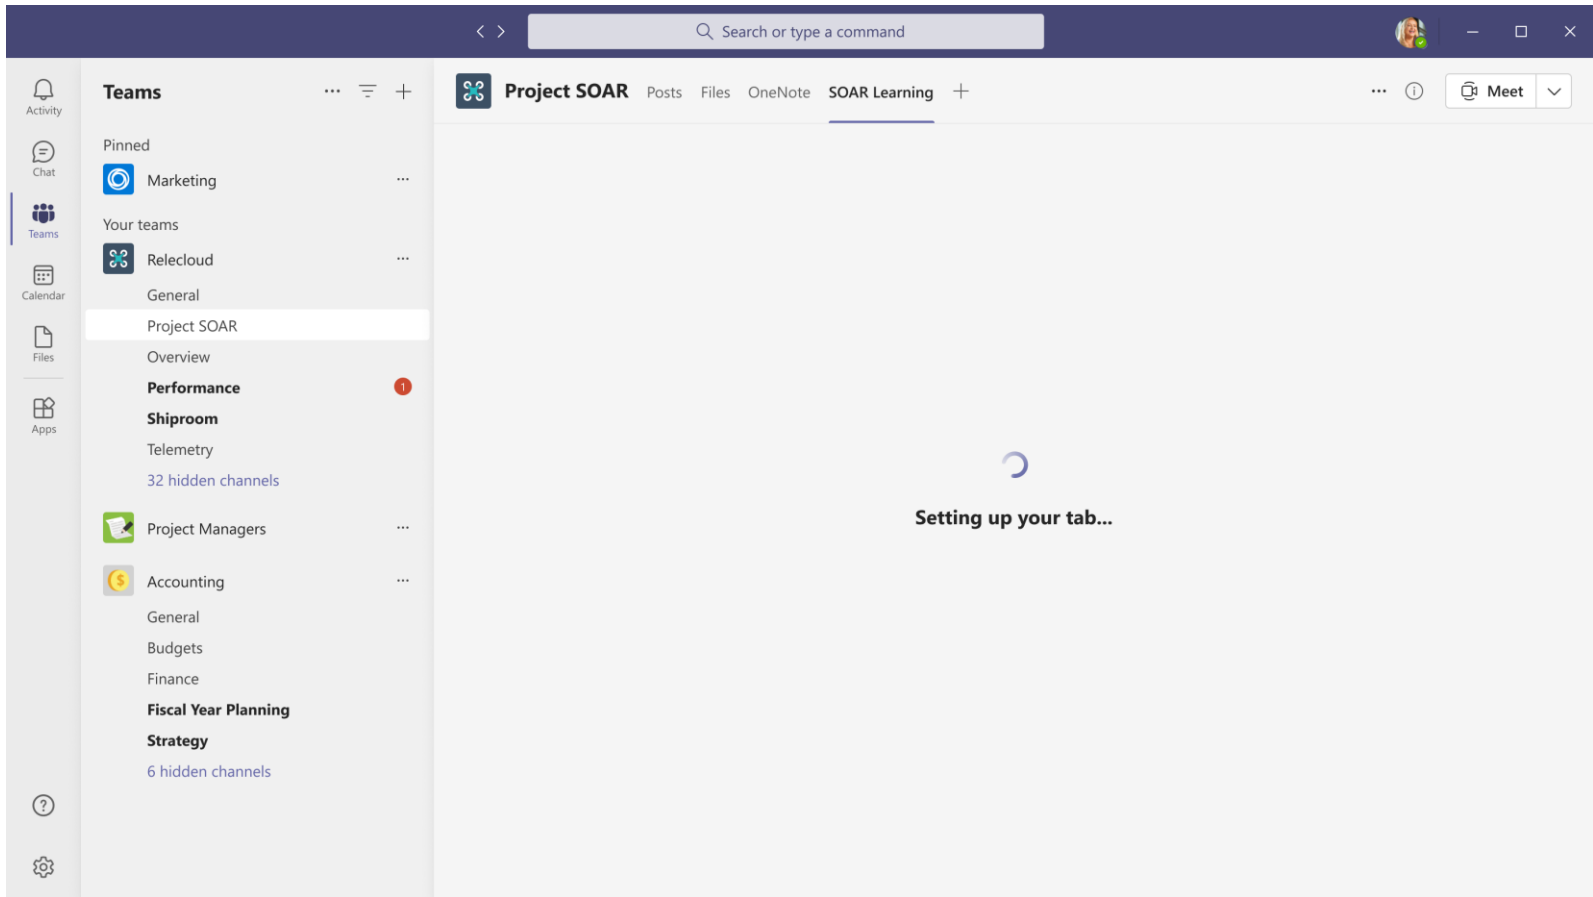 Search or type a command
Activity
Chat
Teams
Calendar
Files
Apps
Teams
Pinned
Marketing
Your teams
Relecloud
General
Project SOAR
Overview
Performance 1
Shiproom
Telemetry
32 hidden channels
Project Managers
Accounting
General
Budgets
Finance
Fiscal Year Planning
Strategy
6 hidden channels
Project SOAR Posts Files OneNote SOAR Learning
Meet
Setting up your tab...